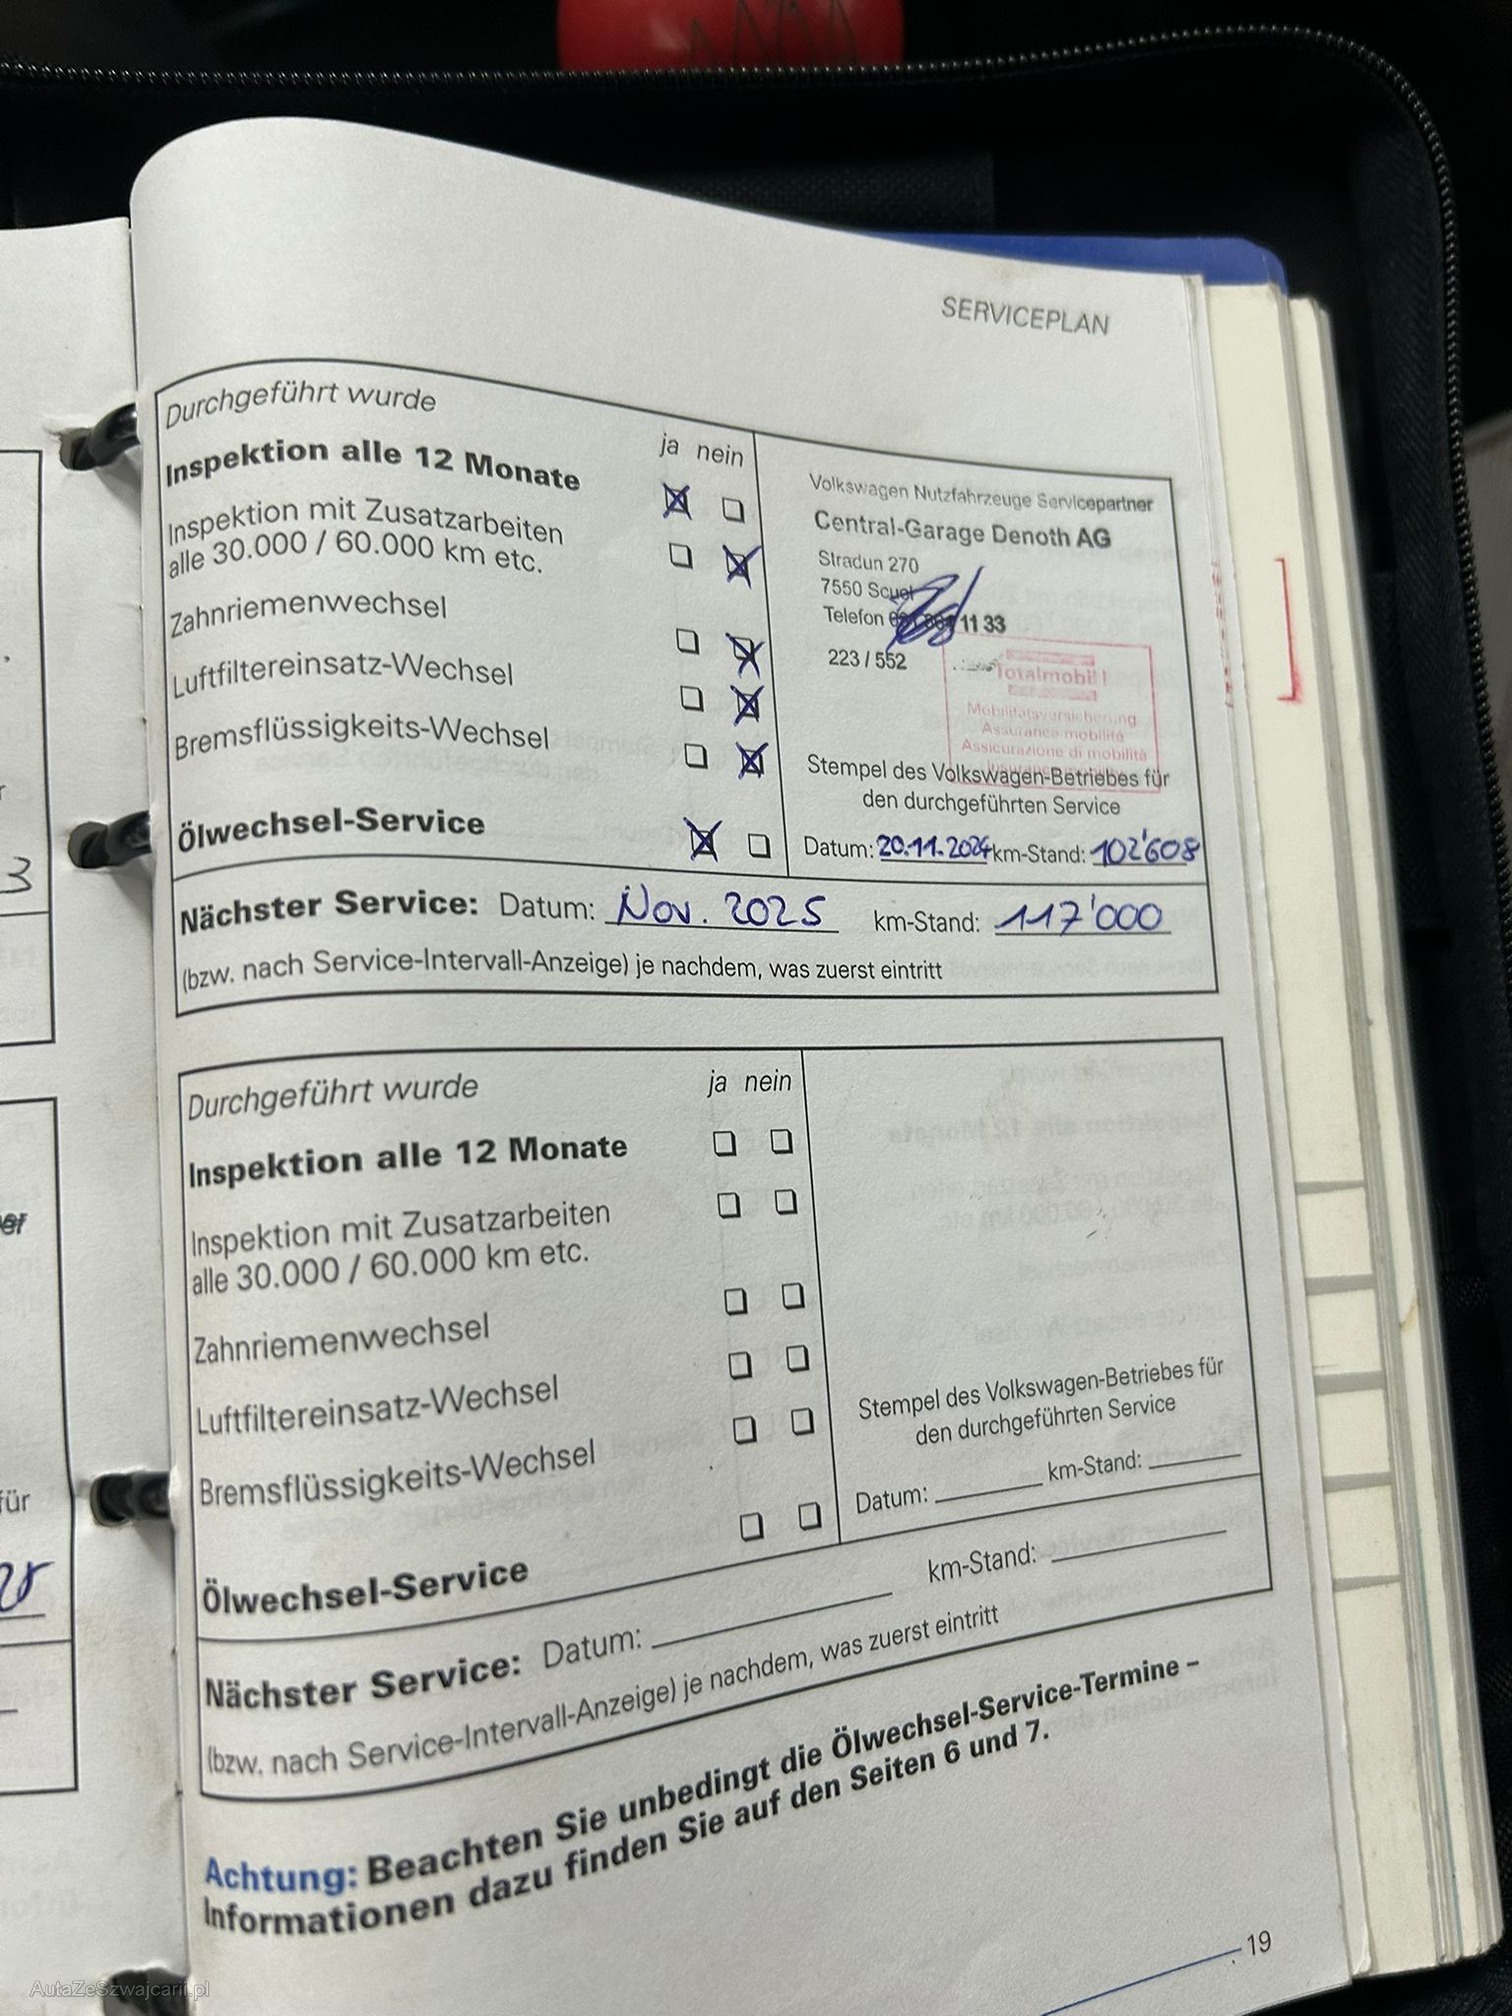 SERVICEPLAN
Durchgeführt wurde
ja nein
Inspektion alle 12 Monate
Inspektion mit Zusatzarbeiten
alle 30.000 / 60.000 km etc.
Zahnriemenwechsel
Luftfiltereinsatz-Wechsel
Bremsflüssigkeits-Wechsel
Ölwechsel-Service
Volkswagen Nutzfahrzeuge Servicepartner
Central-Garage Denoth AG
Stradun 270
7550 Scuol
Telefon 11 33
223 / 552
Totalmobil!
Mobilitätsversicherung
Assurance mobilité
Assicurazione di mobilità
Stempel des Volkswagen-Betriebes für
den durchgeführten Service
Datum: 20.11.2024 km-Stand: 102'608
Nächster Service: Datum: Nov. 2025 km-Stand: 117'000
(bzw. nach Service-Intervall-Anzeige) je nachdem, was zuerst eintritt
Durchgeführt wurde
ja nein
Inspektion alle 12 Monate
Inspektion mit Zusatzarbeiten
alle 30.000 / 60.000 km etc.
Zahnriemenwechsel
Luftfiltereinsatz-Wechsel
Bremsflüssigkeits-Wechsel
Ölwechsel-Service
Stempel des Volkswagen-Betriebes für
den durchgeführten Service
Datum: km-Stand:
Nächster Service: Datum: km-Stand:
(bzw. nach Service-Intervall-Anzeige) je nachdem, was zuerst eintritt
Achtung: Beachten Sie unbedingt die Ölwechsel-Service-Termine –
Informationen dazu finden Sie auf den Seiten 6 und 7.
19
für
3
AutaZeSzwajcarii.pl